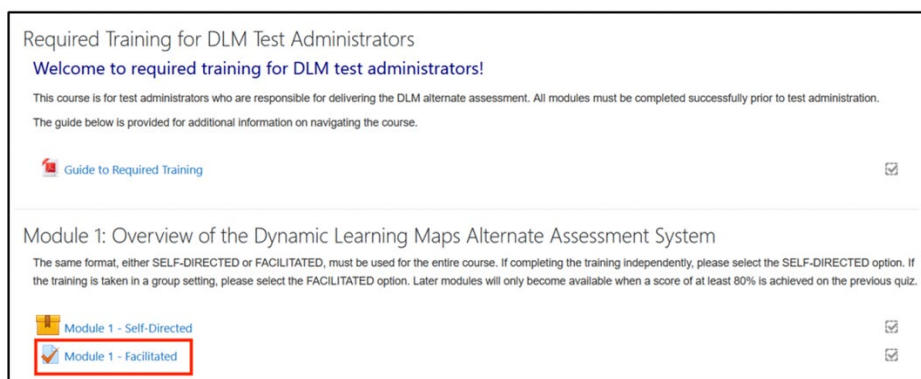 Required Training for DLM Test Administrators
Welcome to required training for DLM test administrators!
This course is for test administrators who are responsible for delivering the DLM alternate assessment. All modules must be completed successfully prior to test administration.
The guide below is provided for additional information on navigating the course.
Guide to Required Training
Module 1: Overview of the Dynamic Learning Maps Alternate Assessment System
The same format, either SELF-DIRECTED or FACILITATED, must be used for the entire course. If completing the training independently, please select the SELF-DIRECTED option. If
the training is taken in a group setting, please select the FACILITATED option. Later modules will only become available when a score of at least 80% is achieved on the previous quiz.
Module 1 - Self-Directed
Module 1 - Facilitated